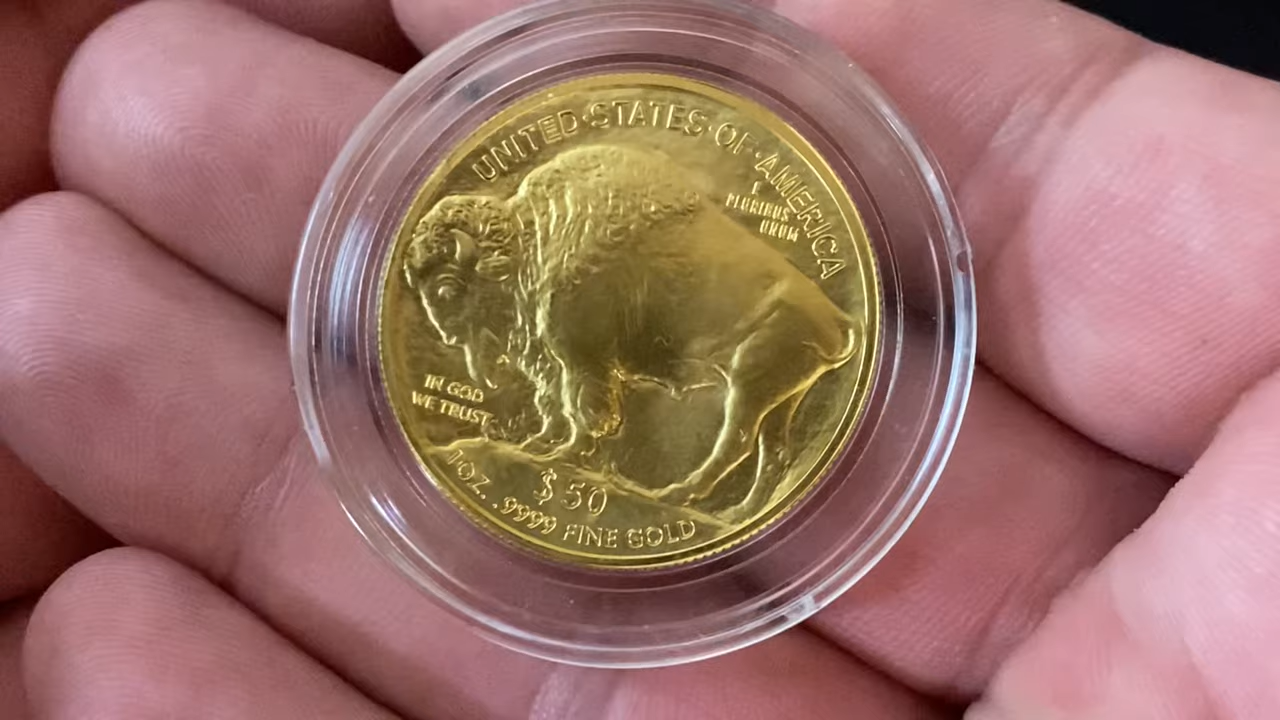 UNITED·STATES·OF·AMERICA
E
PLURIBUS
UNUM
IN GOD
WE TRUST
$50
1 OZ. .9999 FINE GOLD